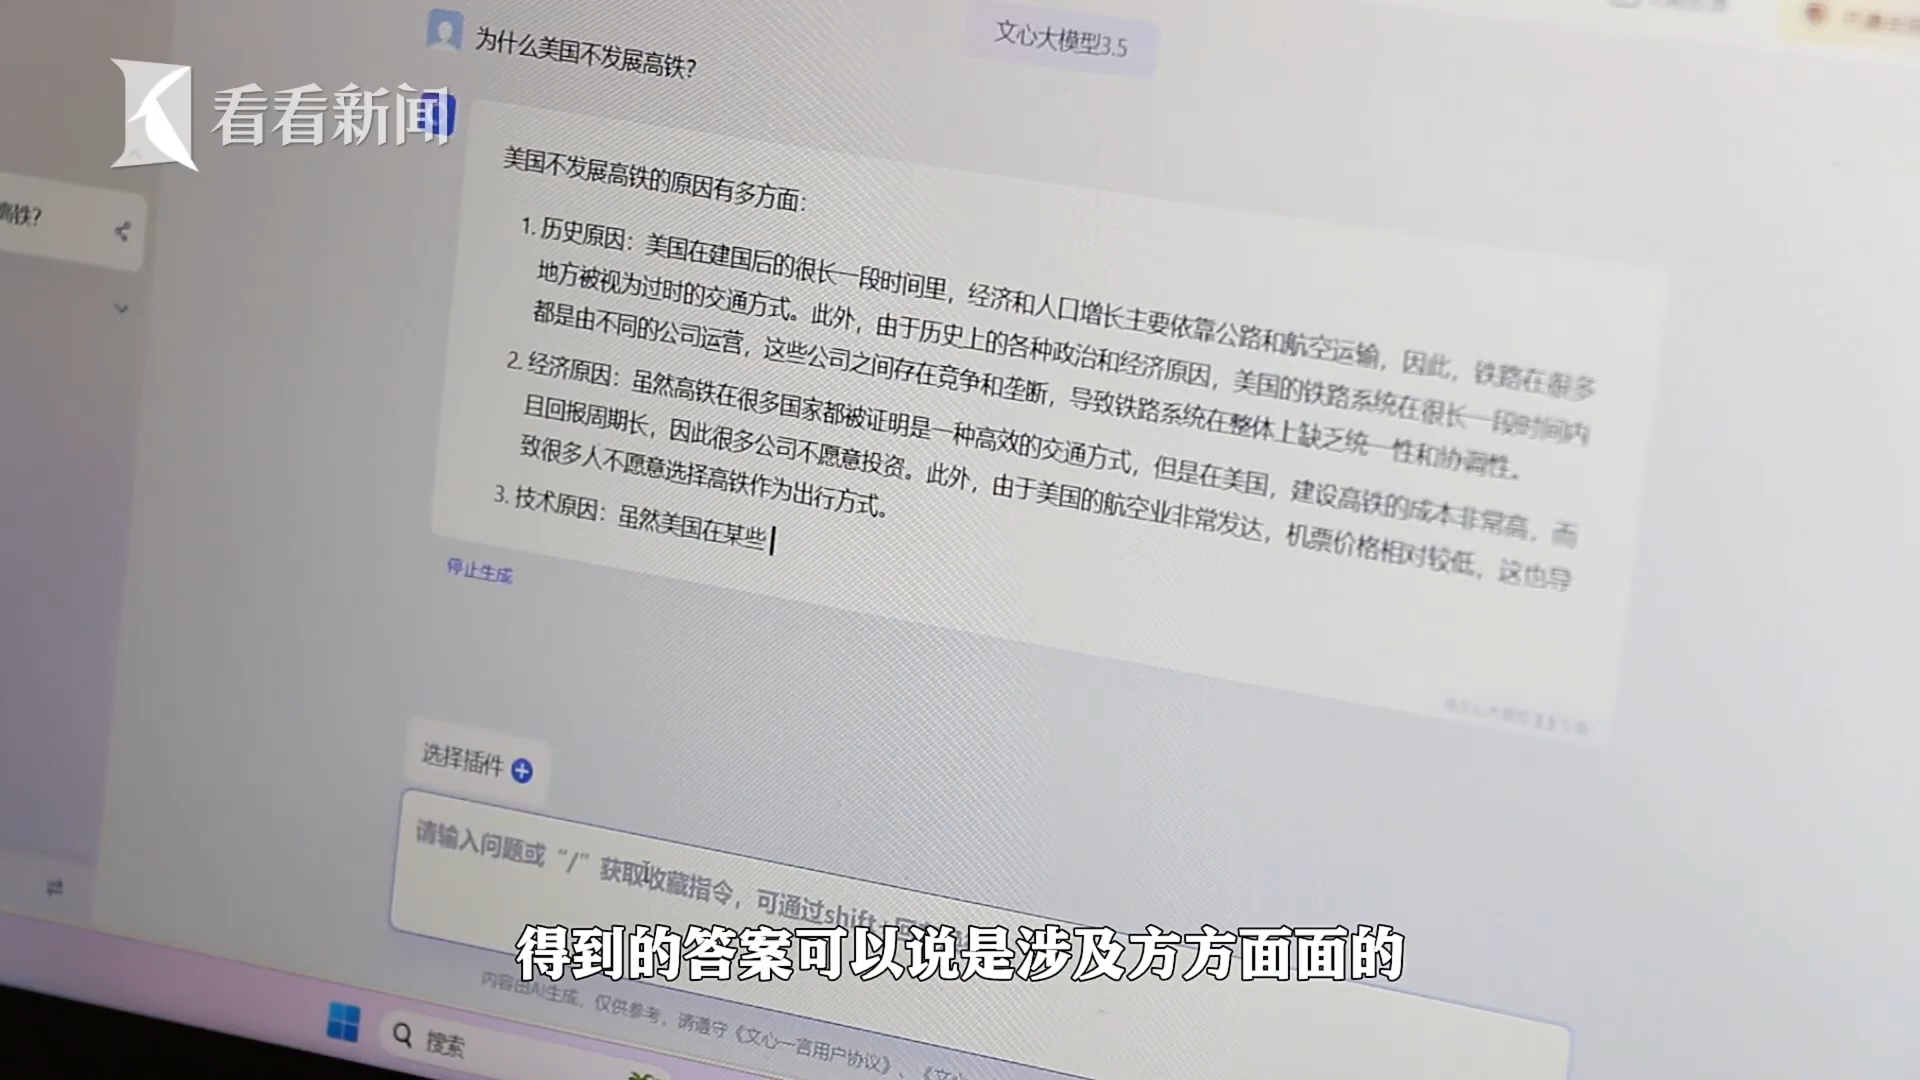 文心大模型3.5
为什么美国不发展高铁?
看看新闻
高铁?
美国不发展高铁的原因有多方面:
1. 历史原因:美国在建国后的很长一段时间里,经济和人口增长主要依靠公路和航空运输,因此,铁路在很多
地方被视为过时的交通方式。此外,由于历史上的各种政治和经济原因,美国的铁路系统在很长一段时间内
都是由不同的公司运营,这些公司之间存在竞争和垄断,导致铁路系统在整体上缺乏统一性和协调性。
2. 经济原因:虽然高铁在很多国家都被证明是一种高效的交通方式,但是在美国,建设高铁的成本非常高,而
且回报周期长,因此很多公司不愿意投资。此外,由于美国的航空业非常发达,机票价格相对较低,这也导
致很多人不愿意选择高铁作为出行方式。
3. 技术原因:虽然美国在某些
停止生成
选择插件
请输入问题或“/”获取收藏指令,可通过shift+回
得到的答案可以说是涉及方方面面的
内容由AI生成,仅供参考,请遵守《文心一言用户协议》、《文心
搜索